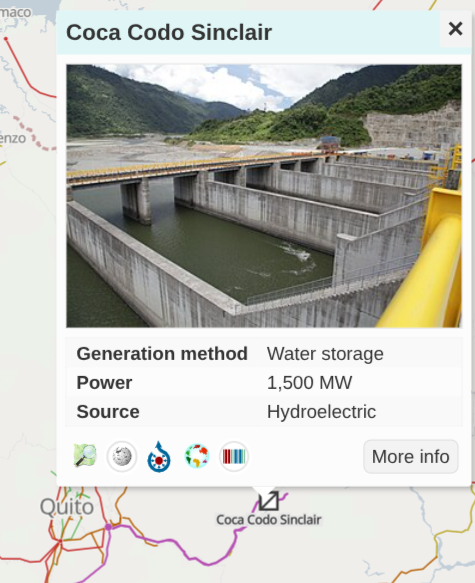 maco
Coca Codo Sinclair
×
enzo
Generation method Water storage
Power 1,500 MW
Source Hydroelectric
More info
Quito
Coca Codo Sinclair